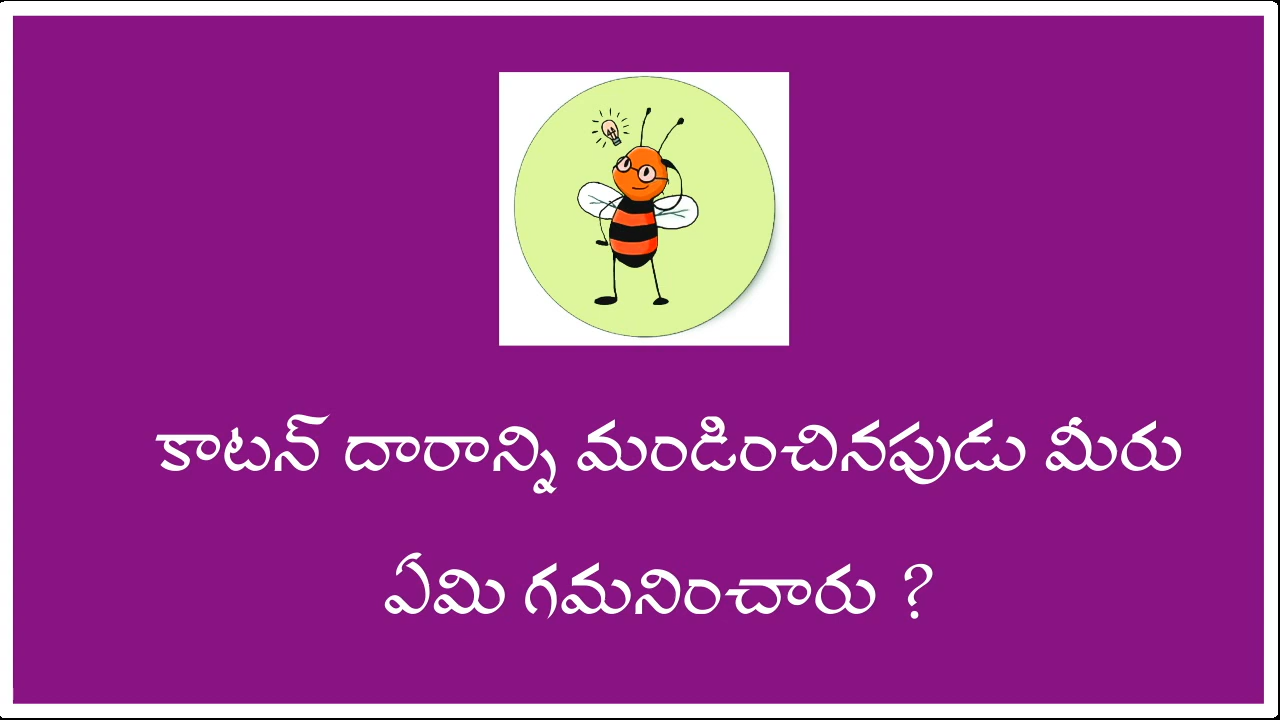 కాటన్ దారాన్ని మండించినపుడు మీరు
ఏమి గమనించారు ?